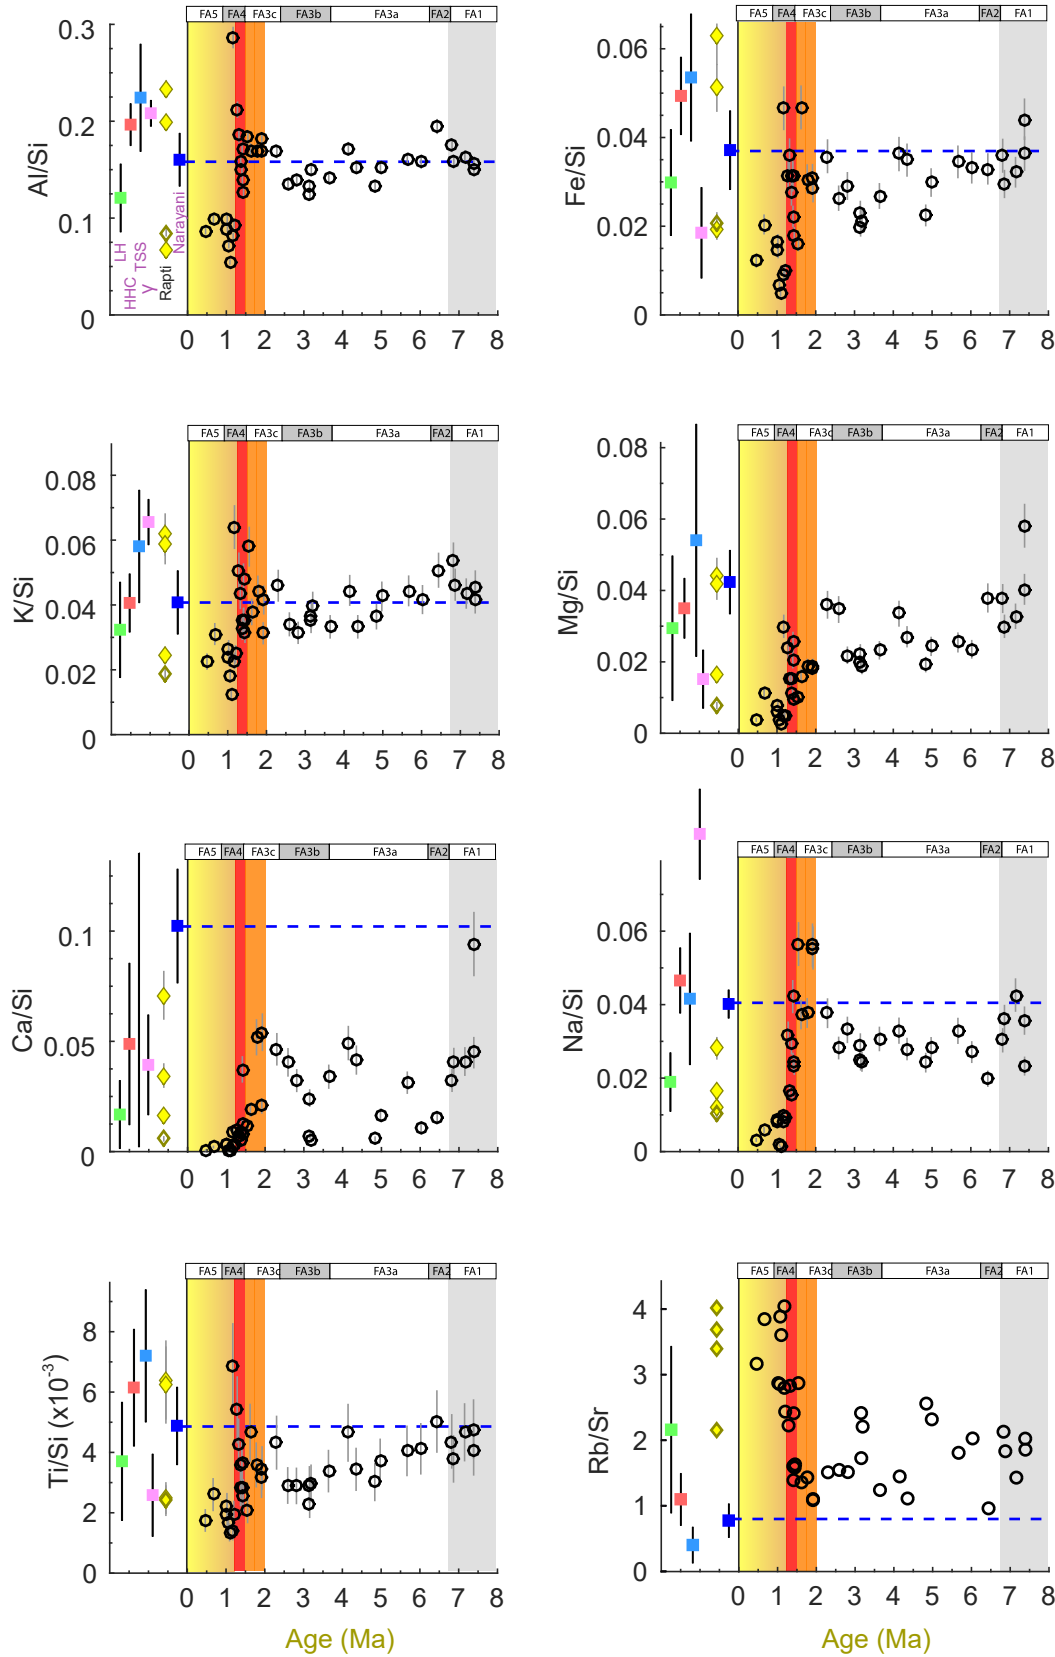 FA5 FA4 FA3c FA3b FA3a FA2 FA1
0.3
0.2
0.1
0
Al/Si
LH
HHC
TSS
γ
Rapti
Narayani
0 1 2 3 4 5 6 7 8
FA5 FA4 FA3c FA3b FA3a FA2 FA1
0.06
0.04
0.02
0
Fe/Si
0 1 2 3 4 5 6 7 8
FA5 FA4 FA3c FA3b FA3a FA2 FA1
0.08
0.06
0.04
0.02
0
K/Si
0 1 2 3 4 5 6 7 8
FA5 FA4 FA3c FA3b FA3a FA2 FA1
0.08
0.06
0.04
0.02
0
Mg/Si
0 1 2 3 4 5 6 7 8
FA5 FA4 FA3c FA3b FA3a FA2 FA1
0.1
0.05
0
Ca/Si
0 1 2 3 4 5 6 7 8
FA5 FA4 FA3c FA3b FA3a FA2 FA1
0.06
0.04
0.02
0
Na/Si
0 1 2 3 4 5 6 7 8
FA5 FA4 FA3c FA3b FA3a FA2 FA1
8
6
4
2
0
Ti/Si (x10⁻³)
0 1 2 3 4 5 6 7 8
Age (Ma)
FA5 FA4 FA3c FA3b FA3a FA2 FA1
4
3
2
1
0
Rb/Sr
0 1 2 3 4 5 6 7 8
Age (Ma)